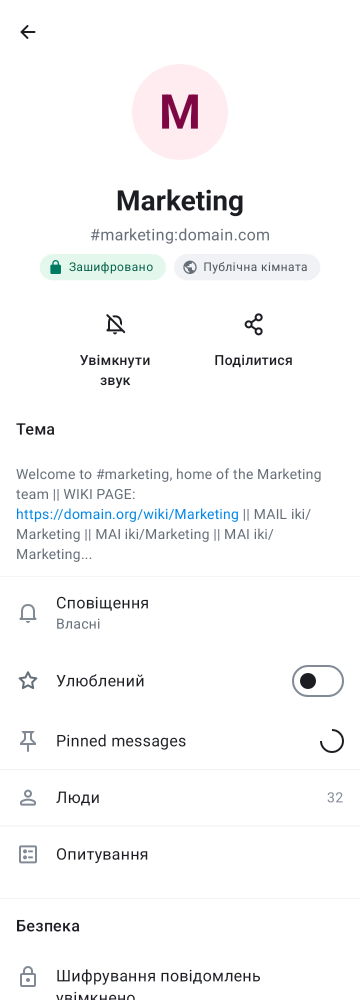 M
Marketing
#marketing:domain.com
Зашифровано
Публічна кімната
Увімкнути
звук
Поділитися
Тема
Welcome to #marketing, home of the Marketing
team || WIKI PAGE:
https://domain.org/wiki/Marketing || MAIL iki/
Marketing || MAI iki/Marketing || MAI iki/
Marketing...
Сповіщення
Власні
Улюблений
Pinned messages
Люди 32
Опитування
Безпека
Шифрування повідомлень
увімкнено